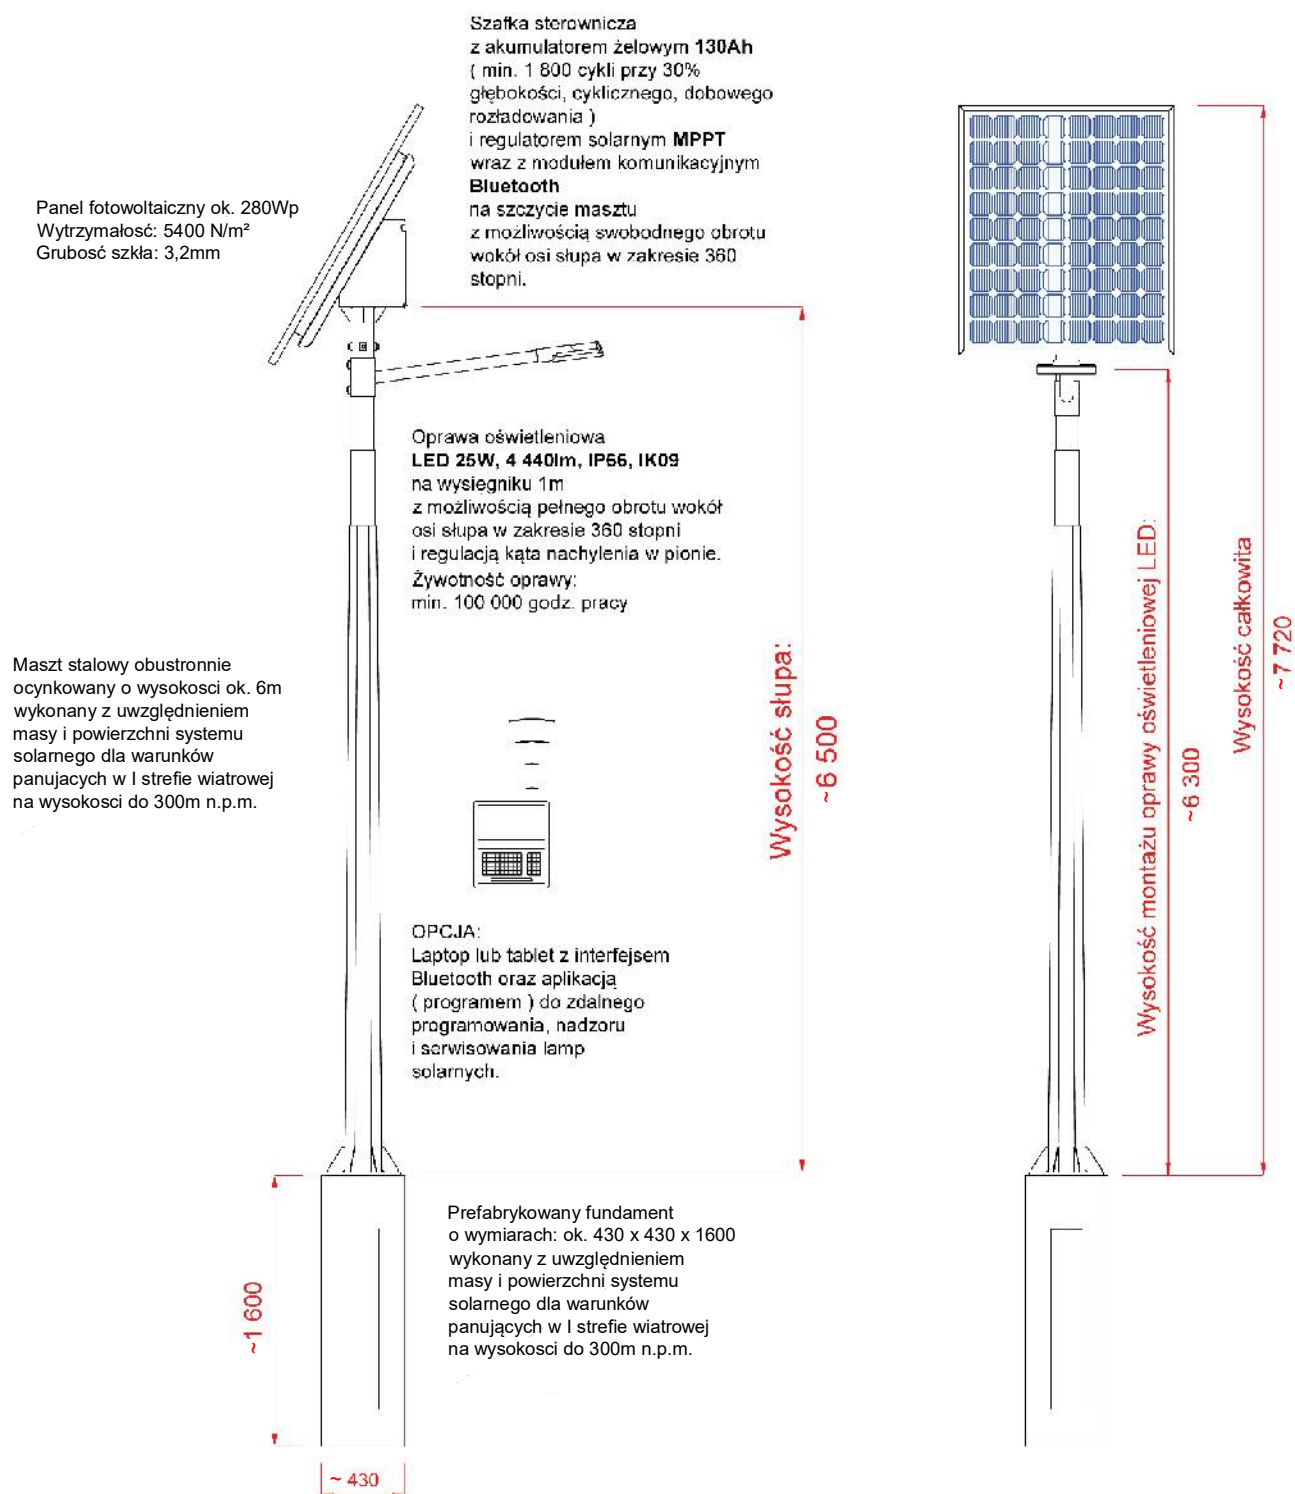 Szafka sterownicza
z akumulatorem żelowym 130Ah
( min. 1 800 cykli przy 30%
głębokości, cyklicznego, dobowego
rozładowania )
i regulatorem solarnym MPPT
wraz z modułem komunikacyjnym
Bluetooth
na szczycie masztu
z możliwością swobodnego obrotu
wokół osi słupa w zakresie 360
stopni.
Panel fotowoltaiczny ok. 280Wp
Wytrzymałosć: 5400 N/m²
Grubosć szkła: 3,2mm
Oprawa oświetleniowa
LED 25W, 4 440lm, IP66, IK09
na wysięgniku 1m
z możliwością pełnego obrotu wokół
osi słupa w zakresie 360 stopni
i regulacją kąta nachylenia w pionie.
Żywotność oprawy:
min. 100 000 godz. pracy
Maszt stalowy obustronnie
ocynkowany o wysokosci ok. 6m
wykonany z uwzględnieniem
masy i powierzchni systemu
solarnego dla warunków
panujacych w I strefie wiatrowej
na wysokosci do 300m n.p.m.
OPCJA:
Laptop lub tablet z interfejsem
Bluetooth oraz aplikacją
( programem ) do zdalnego
programowania, nadzoru
i serwisowania lamp
solarnych.
Wysokość słupa:
~6 500
Wysokość montażu oprawy oświetleniowej LED:
~6 300
Wysokość całkowita
~7 720
Prefabrykowany fundament
o wymiarach: ok. 430 x 430 x 1600
wykonany z uwzględnieniem
masy i powierzchni systemu
solarnego dla warunków
panujących w I strefie wiatrowej
na wysokosci do 300m n.p.m.
~1 600
~ 430